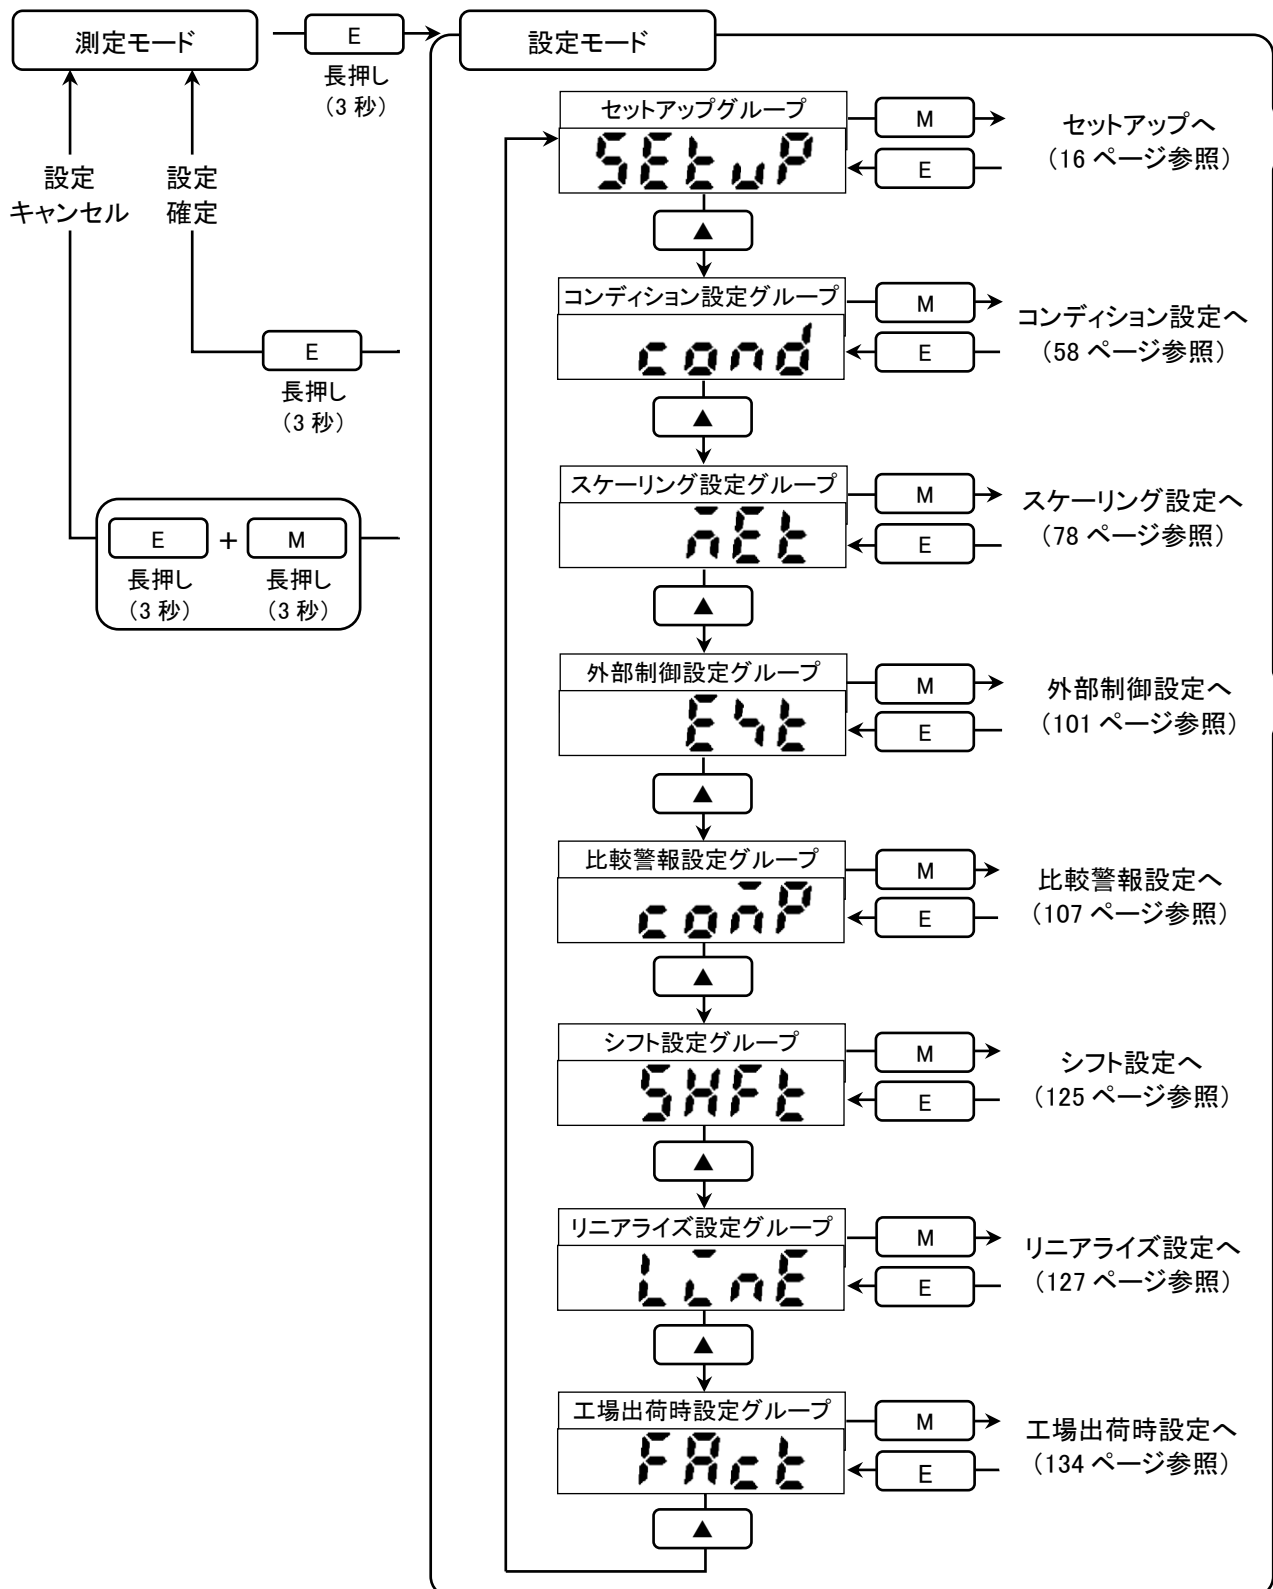 測定モード
E
長押し
（3 秒）
設定モード
設定
キャンセル
設定
確定
E
長押し
（3 秒）
E
+
M
長押し
（3 秒）
長押し
（3 秒）
セットアップグループ
SEtuP
M
E
セットアップへ
（16 ページ参照）
▲
コンディション設定グループ
cond
M
E
コンディション設定へ
（58 ページ参照）
▲
スケーリング設定グループ
mEt
M
E
スケーリング設定へ
（78 ページ参照）
▲
外部制御設定グループ
Ext
M
E
外部制御設定へ
（101 ページ参照）
▲
比較警報設定グループ
comP
M
E
比較警報設定へ
（107 ページ参照）
▲
シフト設定グループ
SHFt
M
E
シフト設定へ
（125 ページ参照）
▲
リニアライズ設定グループ
LinE
M
E
リニアライズ設定へ
（127 ページ参照）
▲
工場出荷時設定グループ
FAct
M
E
工場出荷時設定へ
（134 ページ参照）
▲